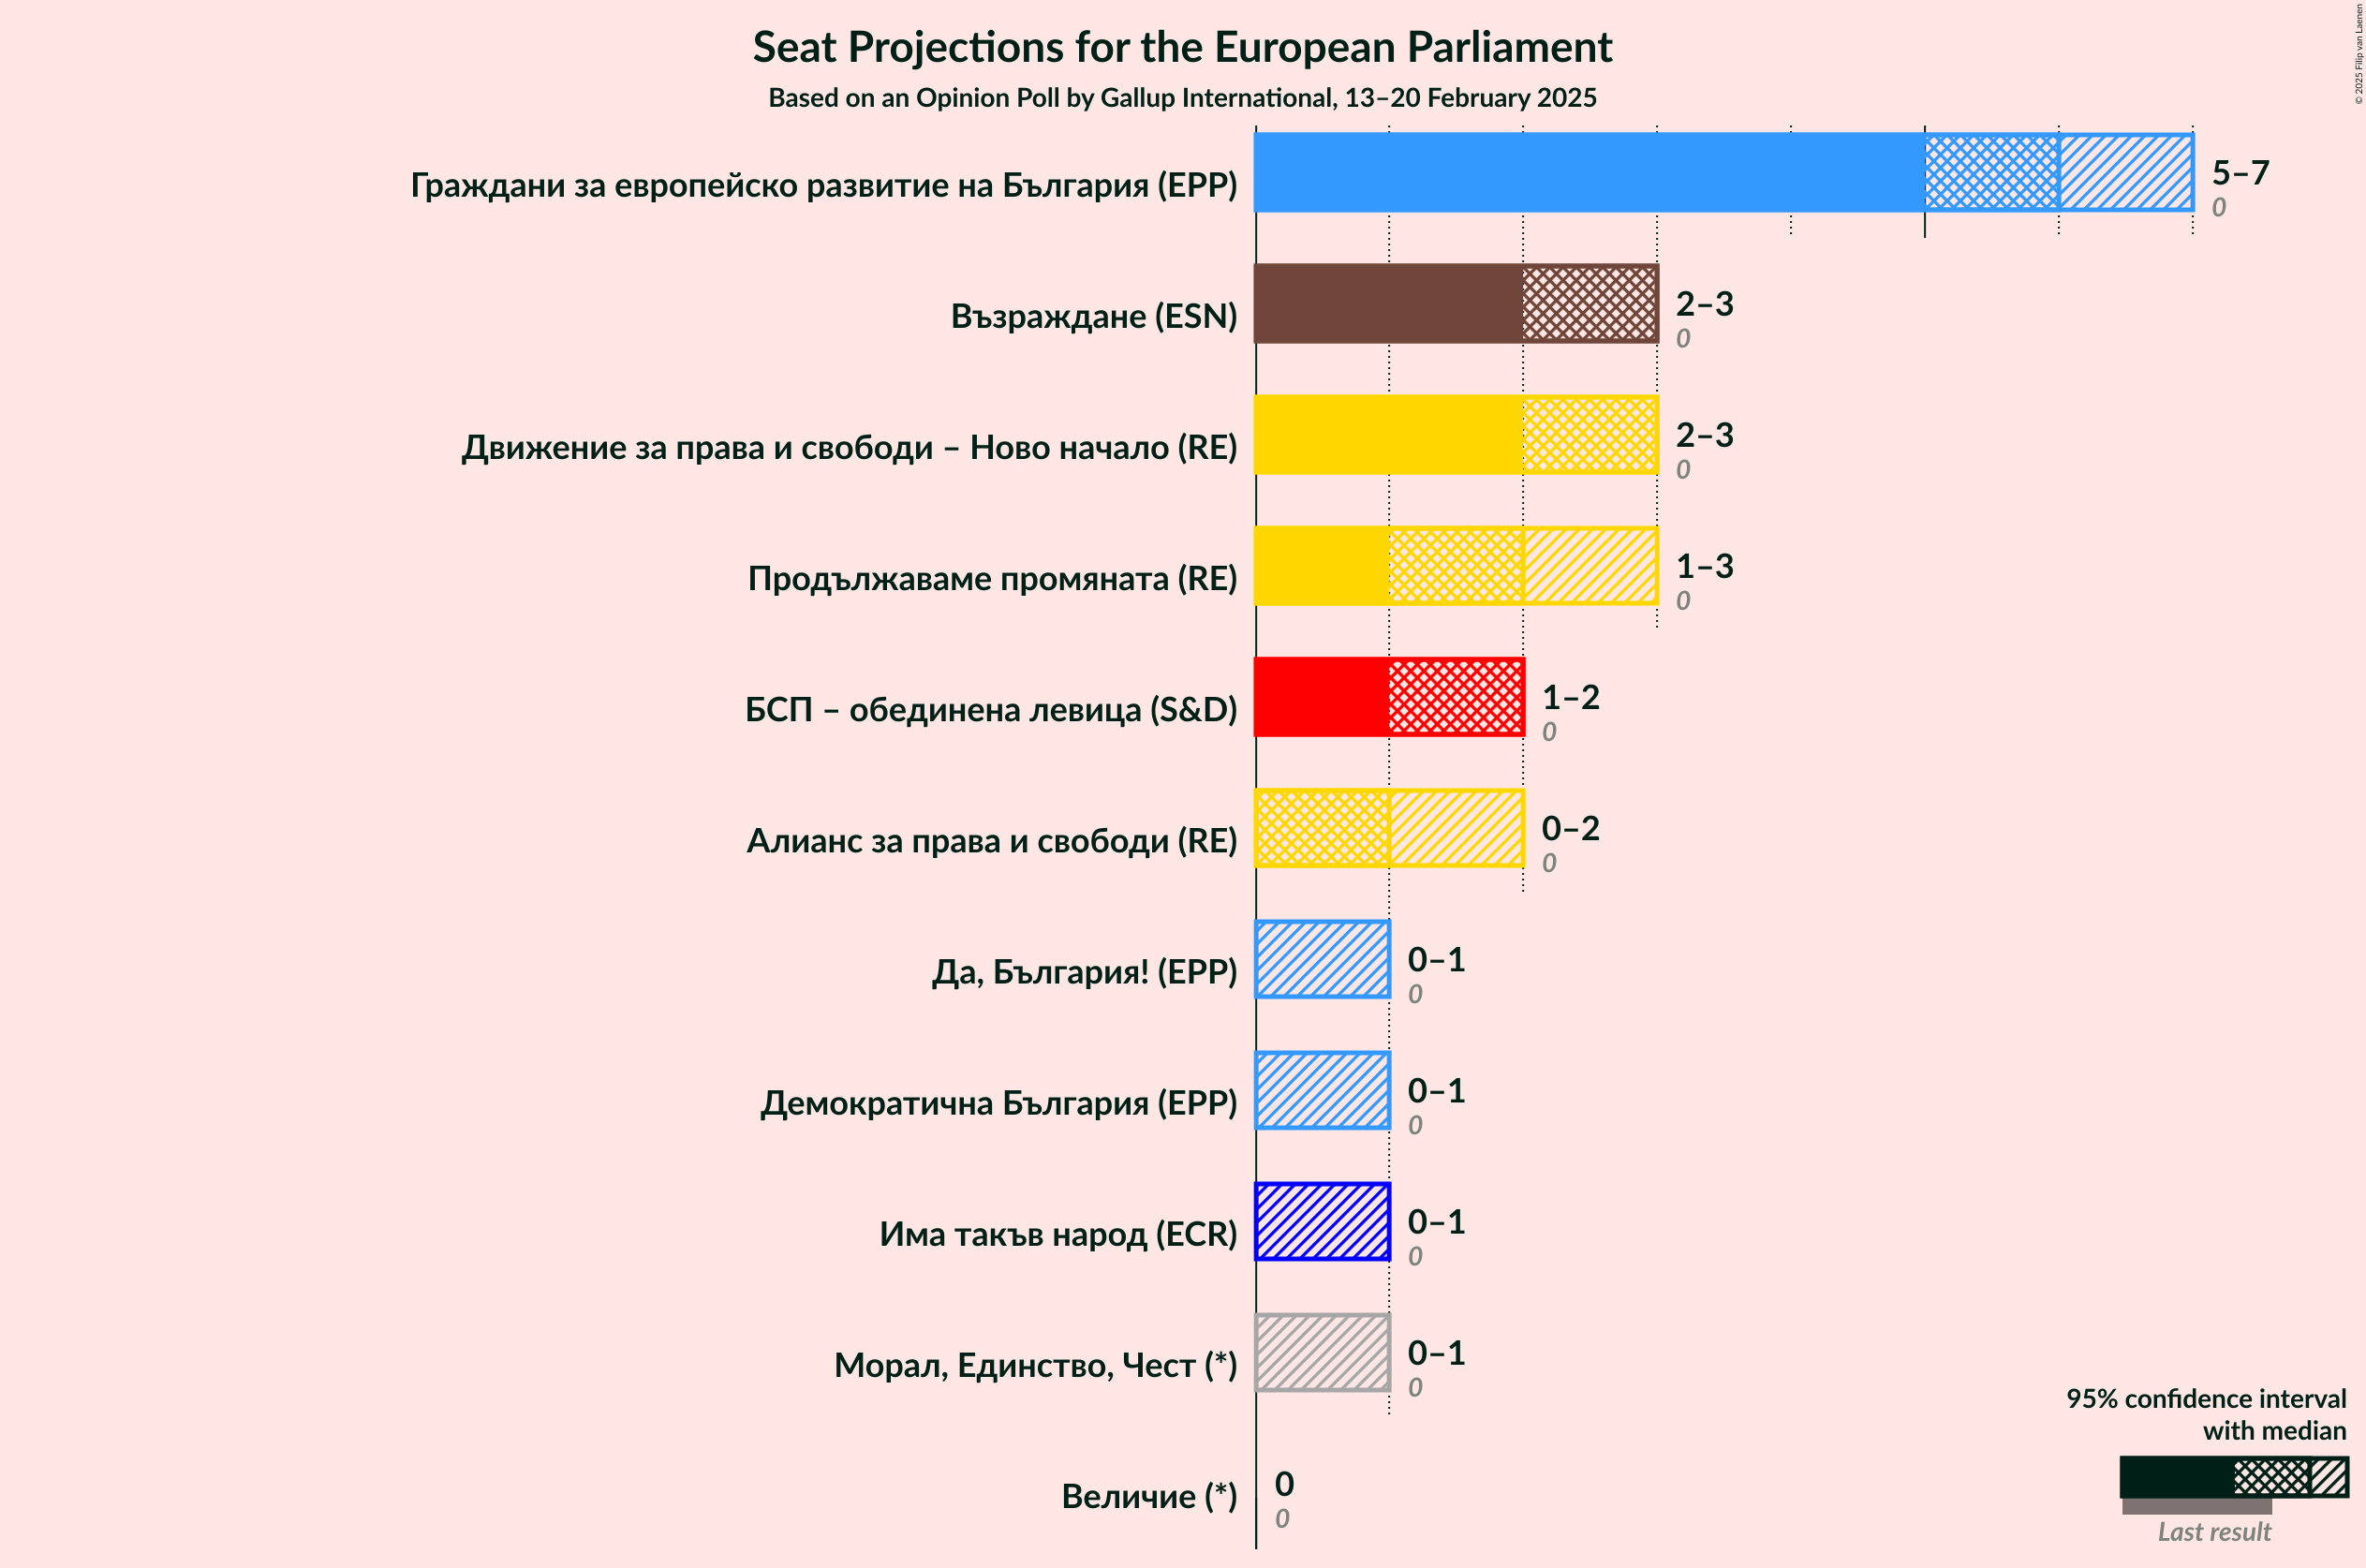 Seat Projections for the European Parliament
Based on an Opinion Poll by Gallup International, 13–20 February 2025
© 2025 Filip van Laenen
Граждани за европейско развитие на България (EPP)
5–7
0
Възраждане (ESN)
2–3
0
Движение за права и свободи – Ново начало (RE)
2–3
0
Продължаваме промяната (RE)
1–3
0
БСП – обединена левица (S&D)
1–2
0
Алианс за права и свободи (RE)
0–2
0
Да, България! (EPP)
0–1
0
Демократична България (EPP)
0–1
0
Има такъв народ (ECR)
0–1
0
Морал, Единство, Чест (*)
0–1
0
Величие (*)
0
0
95% confidence interval
with median
Last result